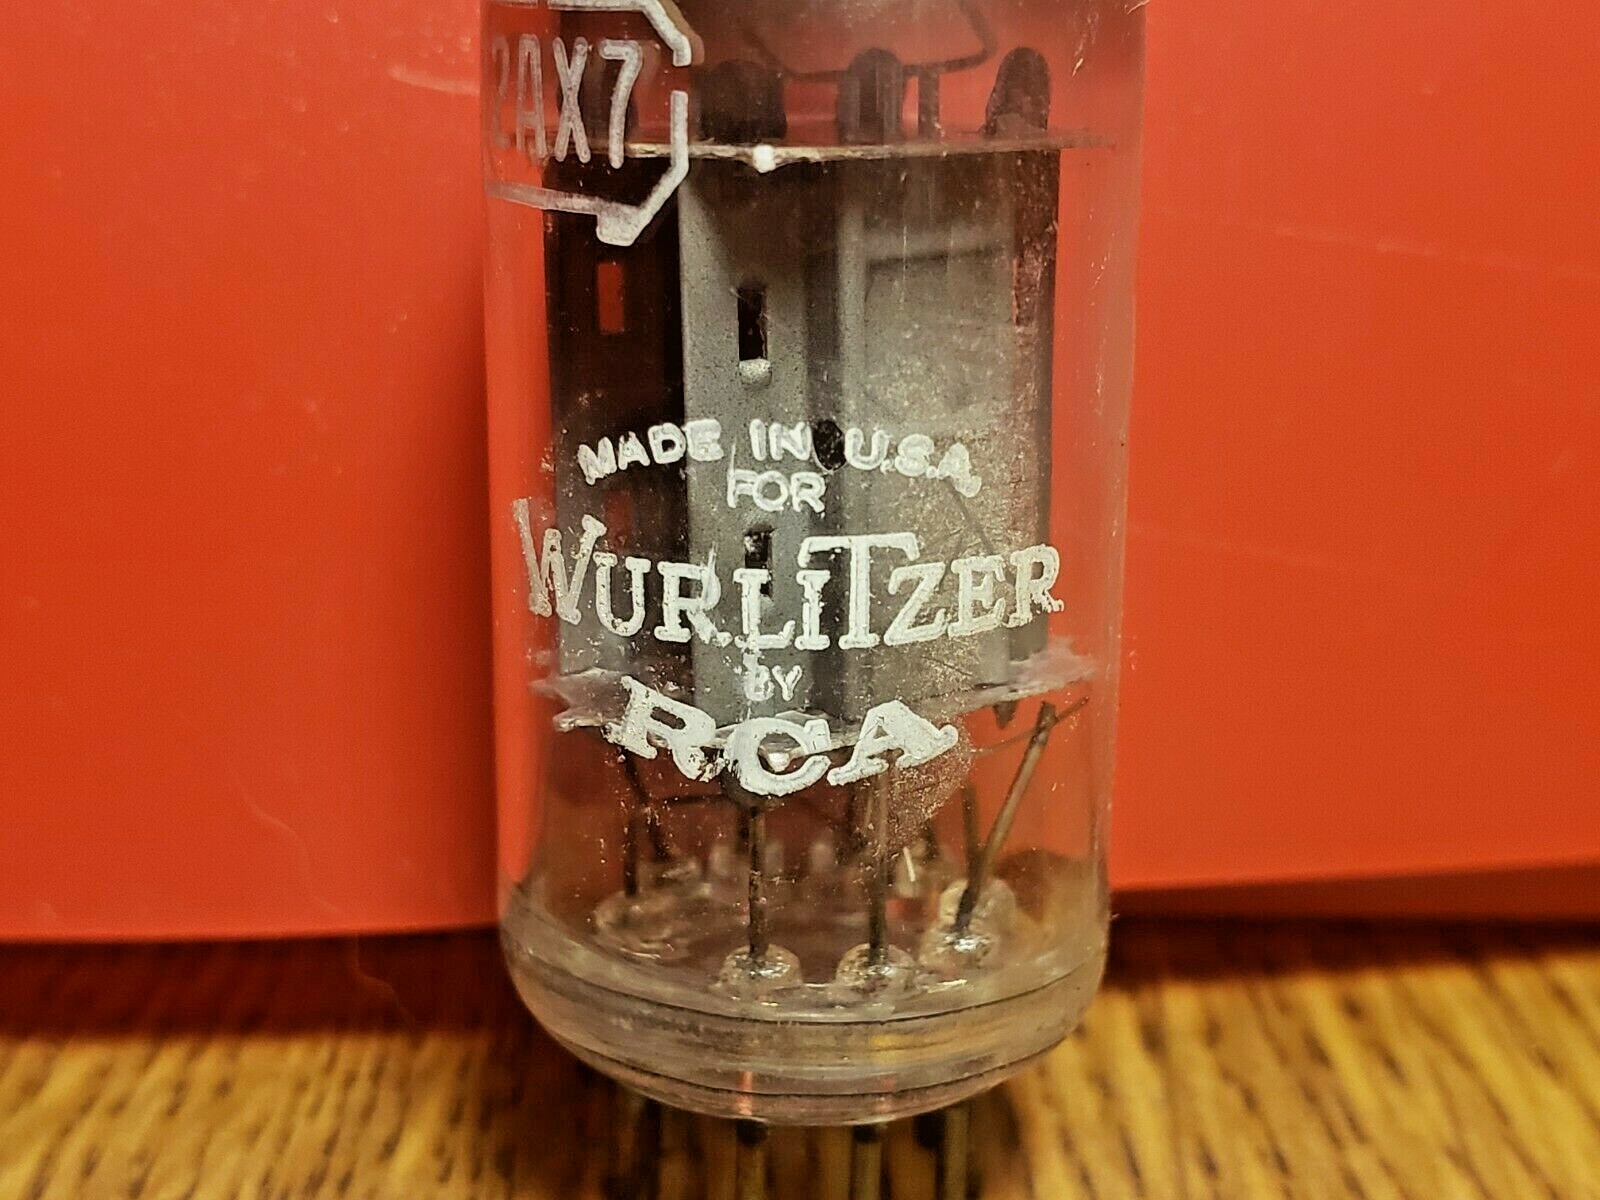 2AX7
MADE IN U.S.A.
FOR
WURLITZER
BY
RCA